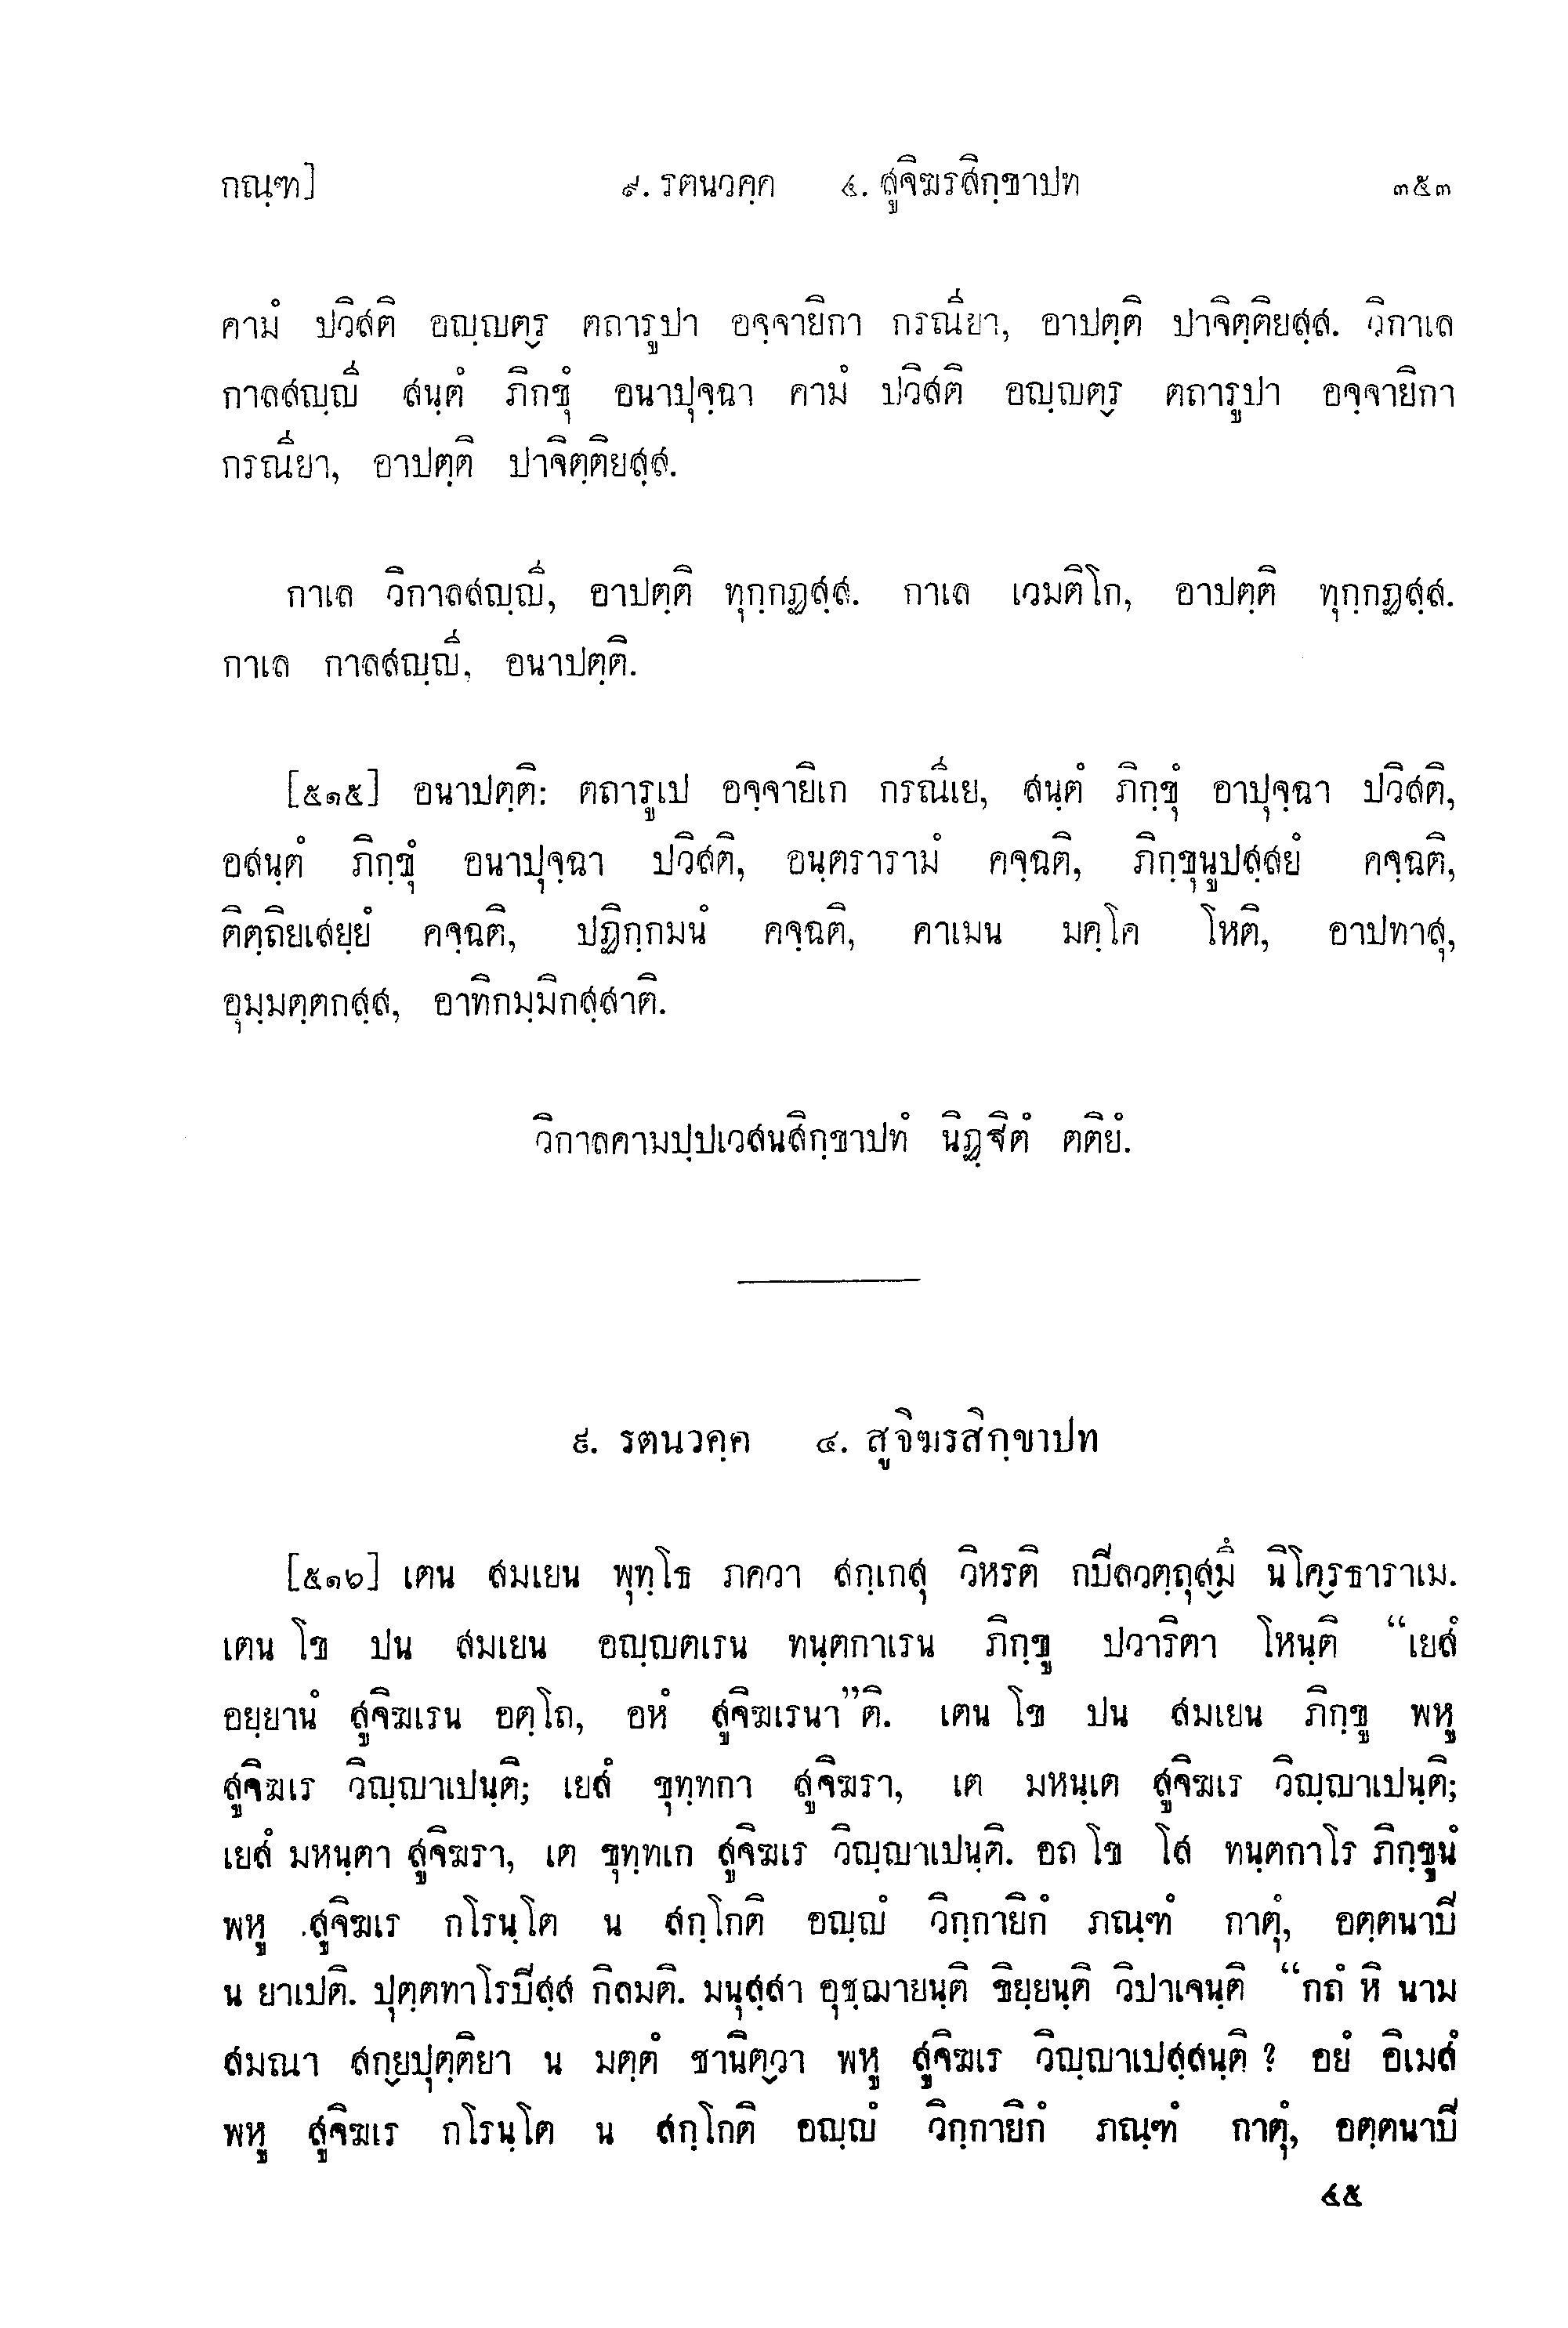 กณฺฑ] ๙. รตนวคฺค ๔. สูจิฆรสิกฺขาปท ๓๕๓
คามํ ปวิสติ อญฺญตฺร ตถารูปา อจฺจายิกา กรณียา, อาปตฺติ ปาจิตฺติยสฺส. วิกาเล
กาลสญฺญี สนฺตํ ภิกขุํ อนาปุจฺฉา คามํ ปวิสติ อญฺญตฺร ตถารูปา อจฺจายิกา
กรณียา, อาปตฺติ ปาจิตฺติยสฺส.
กาเล วิกาลสญฺญี, อาปตฺติ ทุกฺกฏสฺส. กาเล เวมติโก, อาปตฺติ ทุกฺกฏสฺส.
กาเล กาลสญฺญี, อนาปตฺติ.
[๕๑๕] อนาปตฺติ: ตถารูเป อจฺจายิเก กรณีเย, สนฺตํ ภิกฺขุํ อาปุจฺฉา ปวิสติ,
อสนฺตํ ภิกฺขุํ อนาปุจฺฉา ปวิสติ, อนฺตรารามํ คจฺฉติ, ภิกฺขุนูปสฺสยํ คจฺฉติ,
ติตฺถิยเสยฺยํ คจฺฉติ, ปฏิกฺกมนํ คจฺฉติ, คาเมน มคฺโค โหติ, อาปทาสุ,
อุมฺมตฺตกสฺส, อาทิกมฺมิกสฺสาติ.
วิกาลคามปฺปเวสนสิกฺขาปทํ นิฏฺฐิตํ ตติยํ.
๙. รตนวคฺค ๔. สูจิฆรสิกฺขาปท
[๕๑๖] เตน สมเยน พุทฺโธ ภควา สกฺเกสุ วิหรติ กปิลวตฺถุสฺมิํ นิโคฺรธาราเม.
เตน โข ปน สมเยน อญฺญตเรน ทนฺตกาเรน ภิกฺขู ปวาริตา โหนฺติ “เยสํ
อยฺยานํ สูจิฆเรน อตฺโถ, อหํ สูจิฆเรนา”ติ. เตน โข ปน สมเยน ภิกฺขู พหู
สูจิฆเร วิญฺญาเปนฺติ; เยสํ ขุทฺทกา สูจิฆรา, เต มหนฺเต สูจิฆเร วิญฺญาเปนฺติ;
เยสํ มหนฺตา สูจิฆรา, เต ขุทฺทเก สูจิฆเร วิญฺญาเปนฺติ. อถ โข โส ทนฺตกาโร ภิกฺขูนํ
พหู สูจิฆเร กโรนฺโต น สกฺโกติ อญฺญํ วิกฺกายิกํ ภณฺฑํ กาตุํ, อตฺตนาปิ
น ยาเปติ. ปุตฺตทาโรปิสฺส กิลมติ. มนุสฺสา อุชฺฌายนฺติ ขิยฺยนฺติ วิปาเจนฺติ “กถํ หิ นาม
สมณา สกฺยปุตฺติยา น มตฺตํ ชานิตฺวา พหู สูจิฆเร วิญฺญาเปสฺสนฺติ ? อยํ อิเมสํ
พหู สูจิฆเร กโรนฺโต น สกฺโกติ อญฺญํ วิกฺกายิกํ ภณฺฑํ กาตุํ, อตฺตนาปิ
๔๕